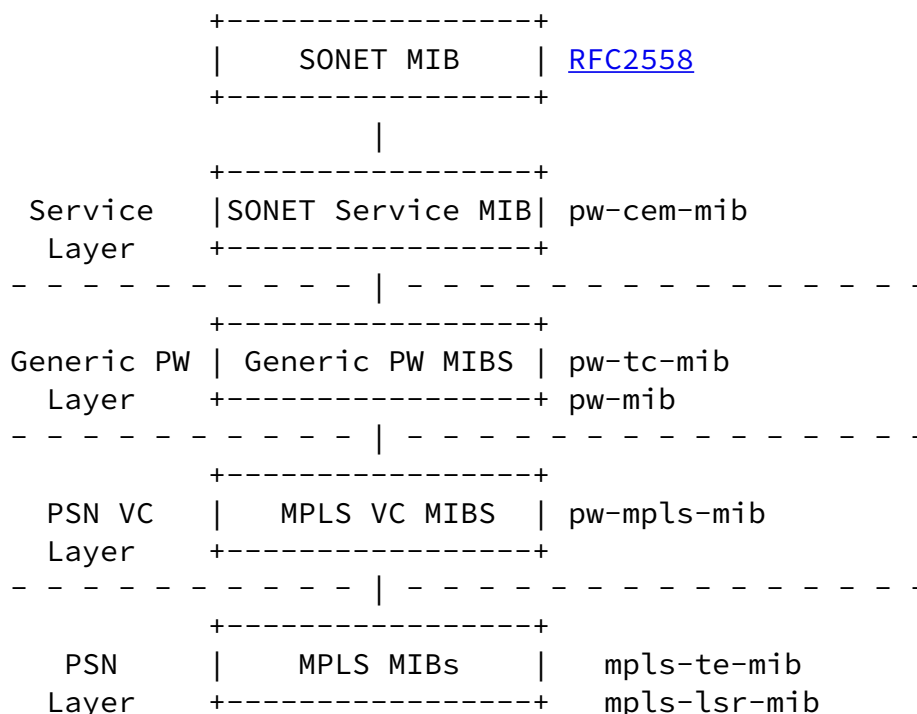 +-----------------+
|    SONET MIB    | RFC2558
+-----------------+
|
+-----------------+
Service |SONET Service MIB| pw-cem-mib
Layer +-----------------+
- - - - - - - - - - | - - - - - - - - - - - - - - -
+-----------------+
Generic PW | Generic PW MIBS | pw-tc-mib
Layer +-----------------+ pw-mib
- - - - - - - - - - | - - - - - - - - - - - - - - -
+-----------------+
PSN VC |   MPLS VC MIBS  | pw-mpls-mib
Layer +-----------------+
- - - - - - - - - - | - - - - - - - - - - - - - - -
+-----------------+
PSN |    MPLS MIBs    | mpls-te-mib
Layer +-----------------+ mpls-lsr-mib